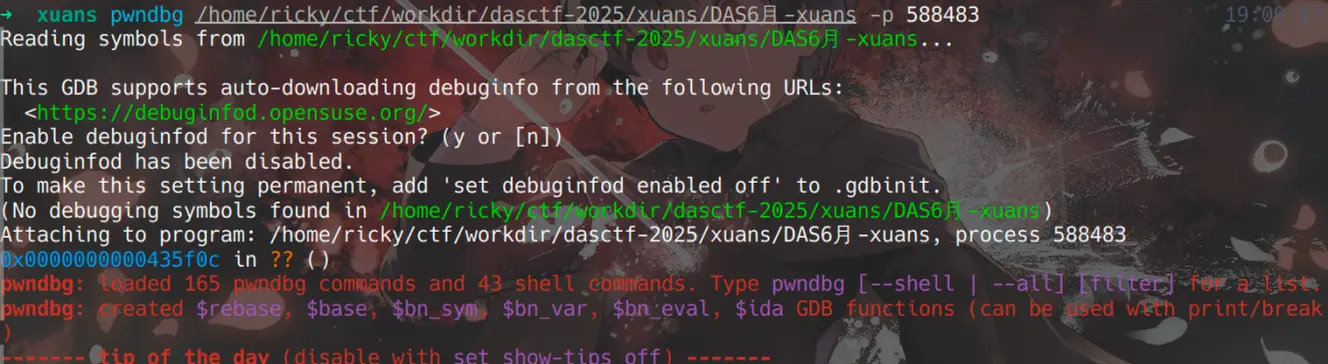 ➜  xuans pwndbg /home/ricky/ctf/workdir/dasctf-2025/xuans/DAS6月-xuans -p 588483
Reading symbols from /home/ricky/ctf/workdir/dasctf-2025/xuans/DAS6月-xuans...
This GDB supports auto-downloading debuginfo from the following URLs:
  <https://debuginfod.opensuse.org/>
Enable debuginfod for this session? (y or [n])
Debuginfod has been disabled.
To make this setting permanent, add 'set debuginfod enabled off' to .gdbinit.
(No debugging symbols found in /home/ricky/ctf/workdir/dasctf-2025/xuans/DAS6月-xuans)
Attaching to program: /home/ricky/ctf/workdir/dasctf-2025/xuans/DAS6月-xuans, process 588483
0x0000000000435f0c in ?? ()
pwndbg: loaded 165 pwndbg commands and 43 shell commands. Type pwndbg [--shell | --all] [filter] for a list.
pwndbg: created $rebase, $base, $bn_sym, $bn_var, $bn_eval, $ida GDB functions (can be used with print/break
)
------- tip of the day (disable with set show-tips off) -------